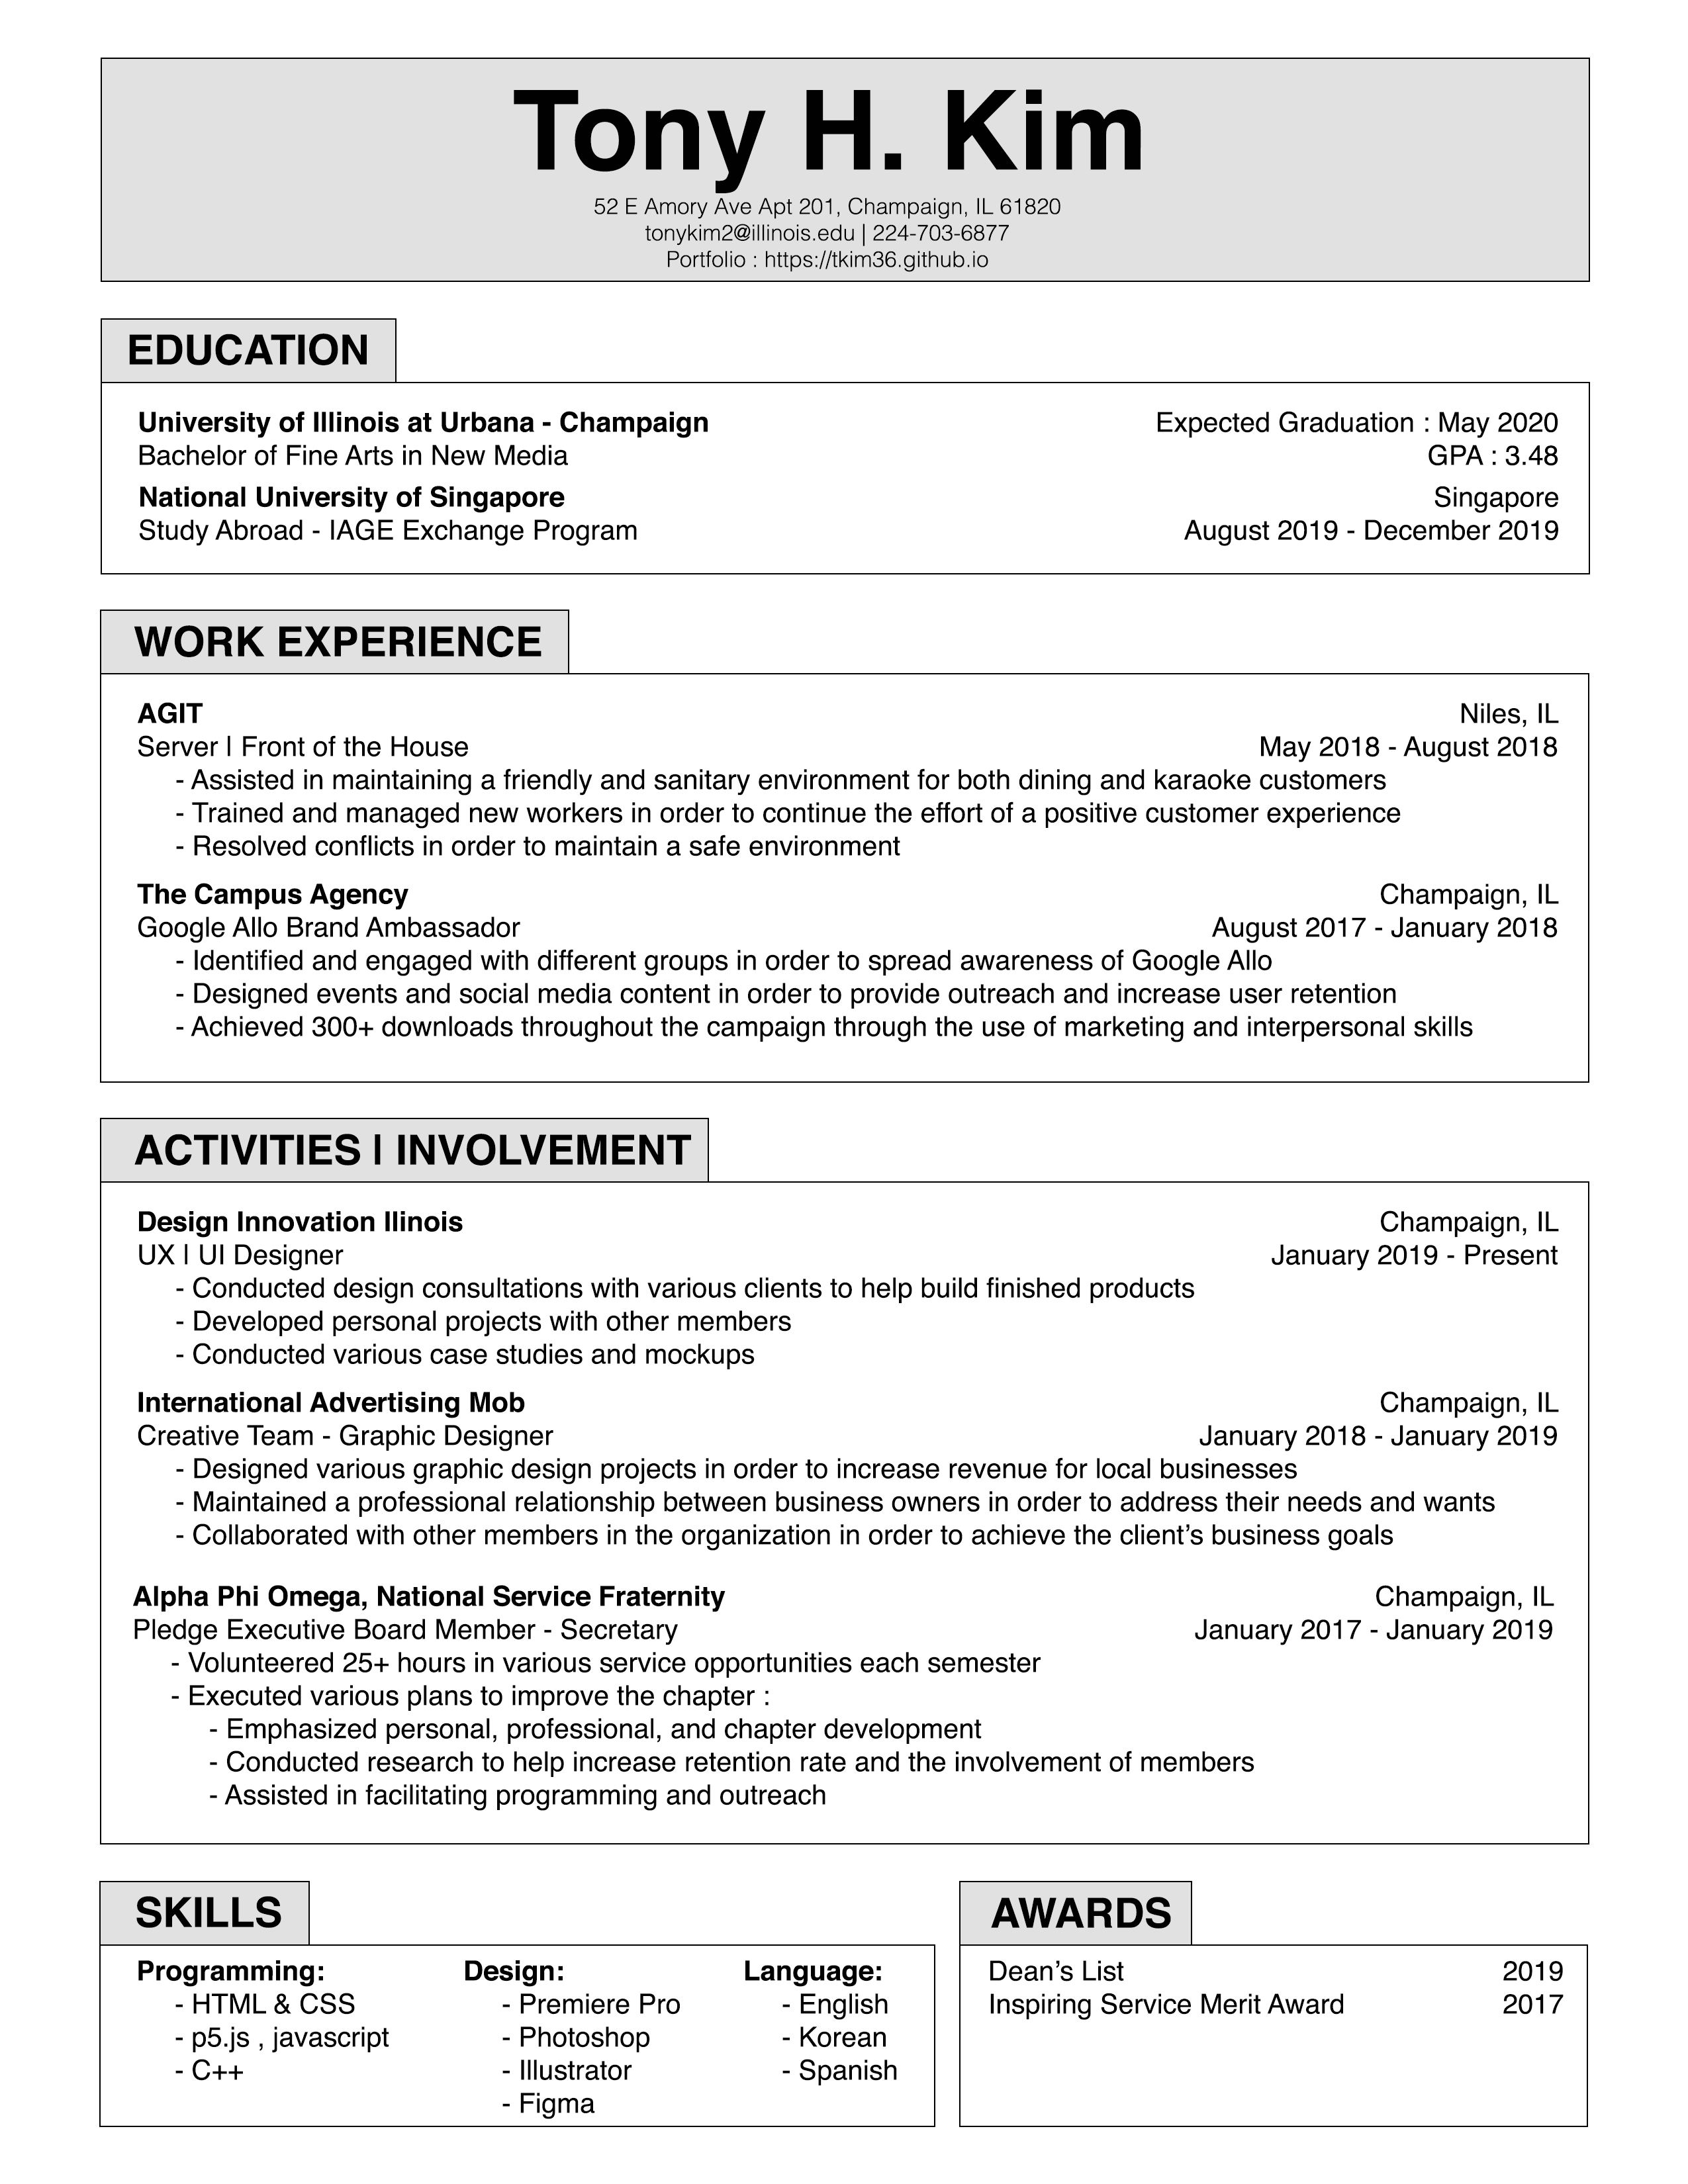 Tony H. Kim
52 E Amory Ave Apt 201, Champaign, IL 61820
tonykim2@illinois.edu | 224-703-6877
Portfolio : https://tkim36.github.io
EDUCATION
University of Illinois at Urbana - Champaign Expected Graduation : May 2020
Bachelor of Fine Arts in New Media GPA : 3.48
National University of Singapore Singapore
Study Abroad - IAGE Exchange Program August 2019 - December 2019
WORK EXPERIENCE
AGIT Niles, IL
Server | Front of the House May 2018 - August 2018
- Assisted in maintaining a friendly and sanitary environment for both dining and karaoke customers
- Trained and managed new workers in order to continue the effort of a positive customer experience
- Resolved conflicts in order to maintain a safe environment
The Campus Agency Champaign, IL
Google Allo Brand Ambassador August 2017 - January 2018
- Identified and engaged with different groups in order to spread awareness of Google Allo
- Designed events and social media content in order to provide outreach and increase user retention
- Achieved 300+ downloads throughout the campaign through the use of marketing and interpersonal skills
ACTIVITIES | INVOLVEMENT
Design Innovation Ilinois Champaign, IL
UX | UI Designer January 2019 - Present
- Conducted design consultations with various clients to help build finished products
- Developed personal projects with other members
- Conducted various case studies and mockups
International Advertising Mob Champaign, IL
Creative Team - Graphic Designer January 2018 - January 2019
- Designed various graphic design projects in order to increase revenue for local businesses
- Maintained a professional relationship between business owners in order to address their needs and wants
- Collaborated with other members in the organization in order to achieve the client's business goals
Alpha Phi Omega, National Service Fraternity Champaign, IL
Pledge Executive Board Member - Secretary January 2017 - January 2019
- Volunteered 25+ hours in various service opportunities each semester
- Executed various plans to improve the chapter :
- Emphasized personal, professional, and chapter development
- Conducted research to help increase retention rate and the involvement of members
- Assisted in facilitating programming and outreach
SKILLS
Programming:
- HTML & CSS
- p5.js , javascript
- C++
Design:
- Premiere Pro
- Photoshop
- Illustrator
- Figma
Language:
- English
- Korean
- Spanish
AWARDS
Dean's List 2019
Inspiring Service Merit Award 2017